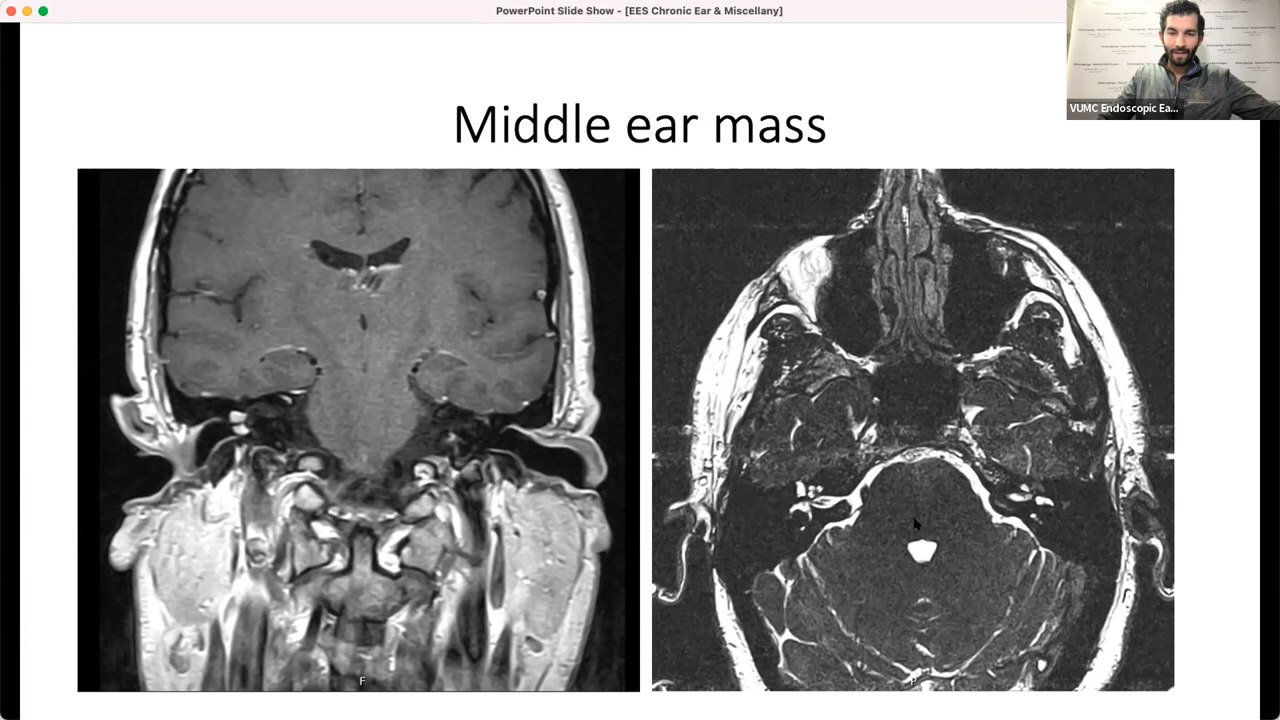 PowerPoint Slide Show - [EES Chronic Ear & Miscellany]
VUMC Endoscopic Ea...
Middle ear mass
F